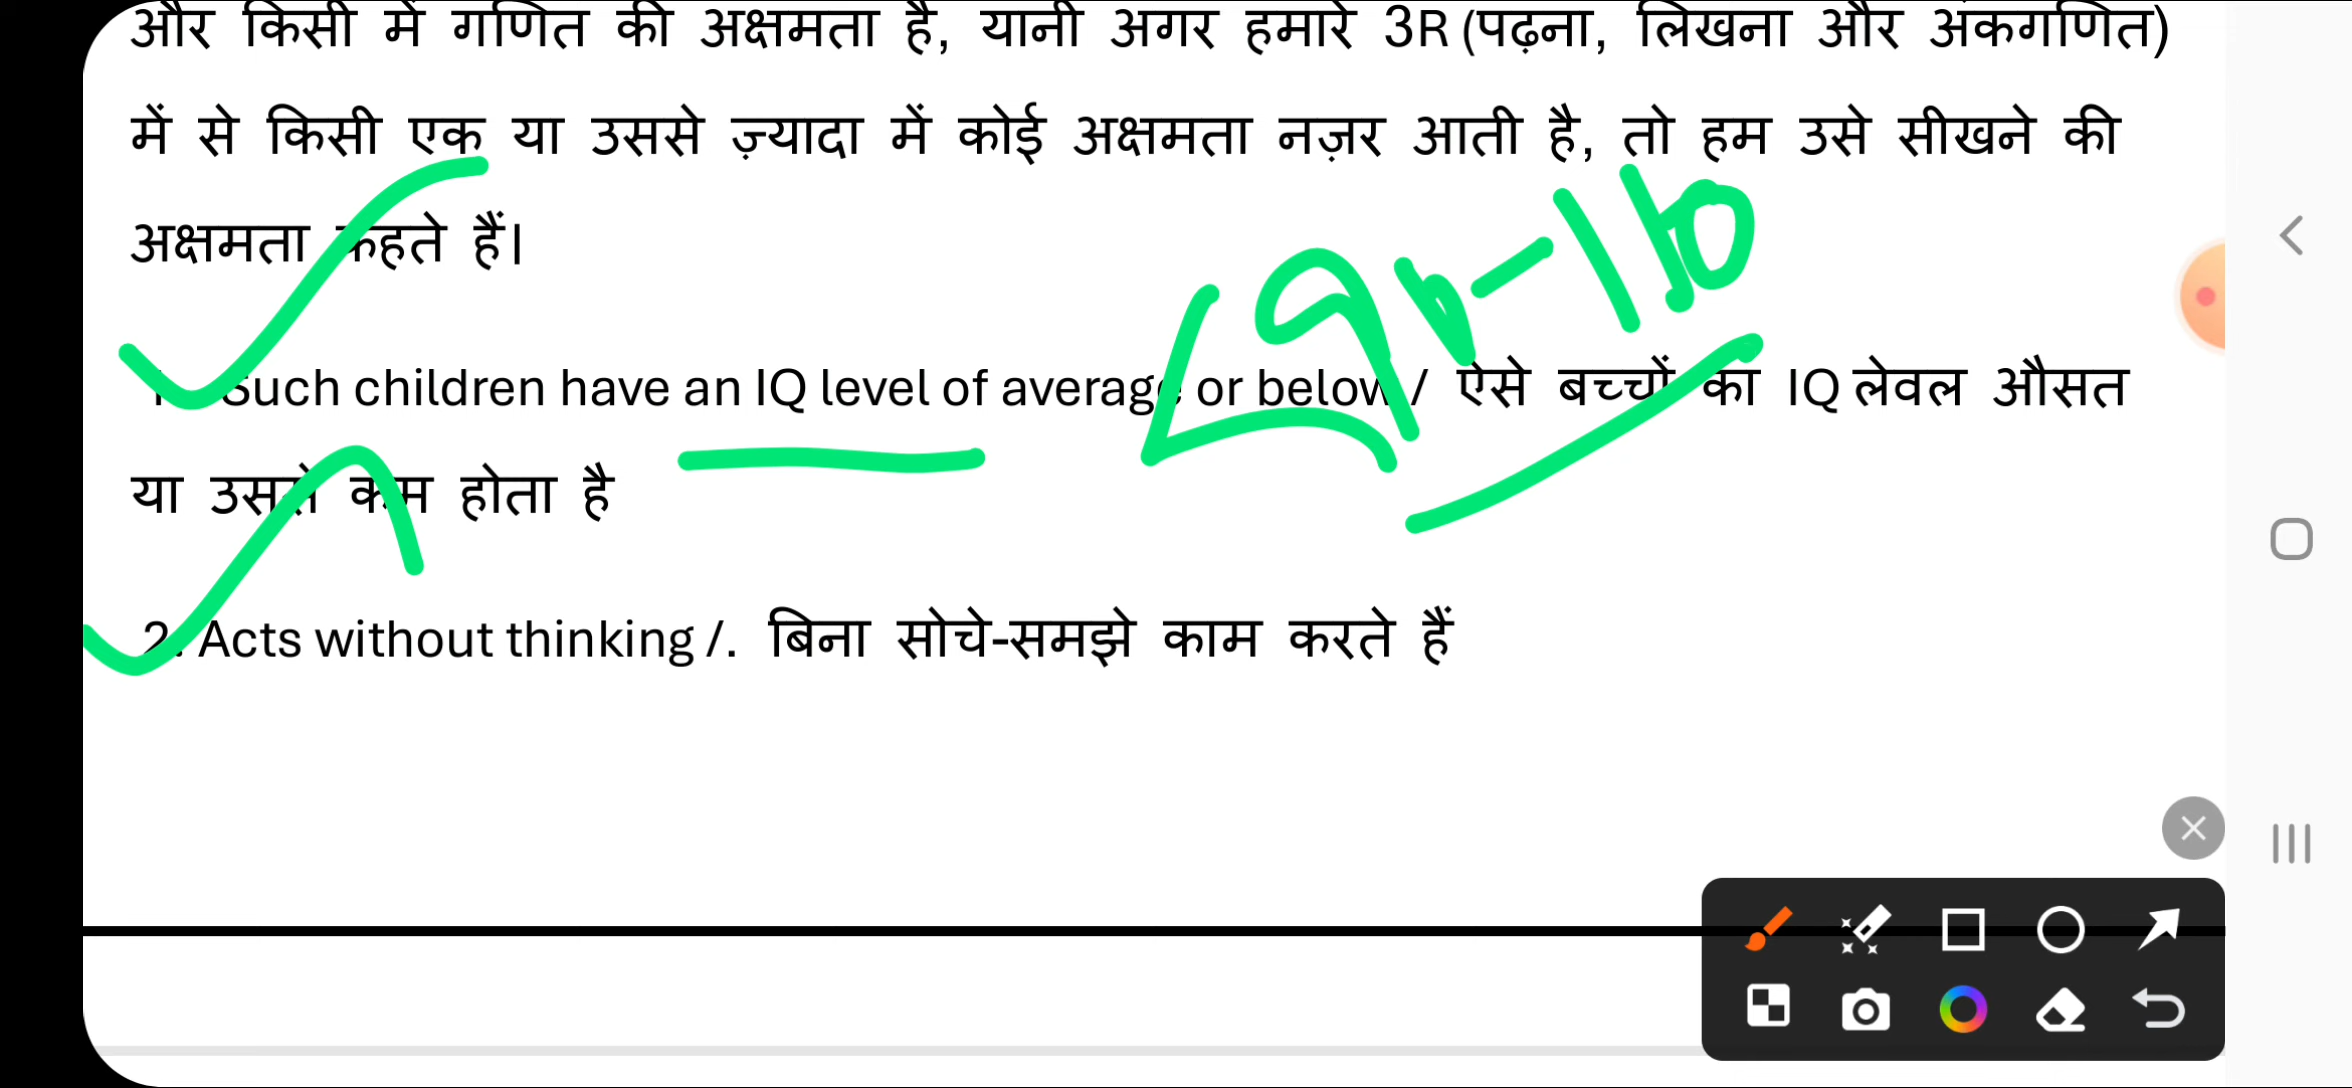 और किसी में गणित की अक्षमता है, यानी अगर हमारे 3R (पढ़ना, लिखना और अंकगणित)
में से किसी एक या उससे ज़्यादा में कोई अक्षमता नज़र आती है, तो हम उसे सीखने की
अक्षमता कहते हैं।
1. Such children have an IQ level of average or below / ऐसे बच्चों का IQ लेवल औसत
या उससे कम होता है
2. Acts without thinking /. बिना सोचे-समझे काम करते हैं